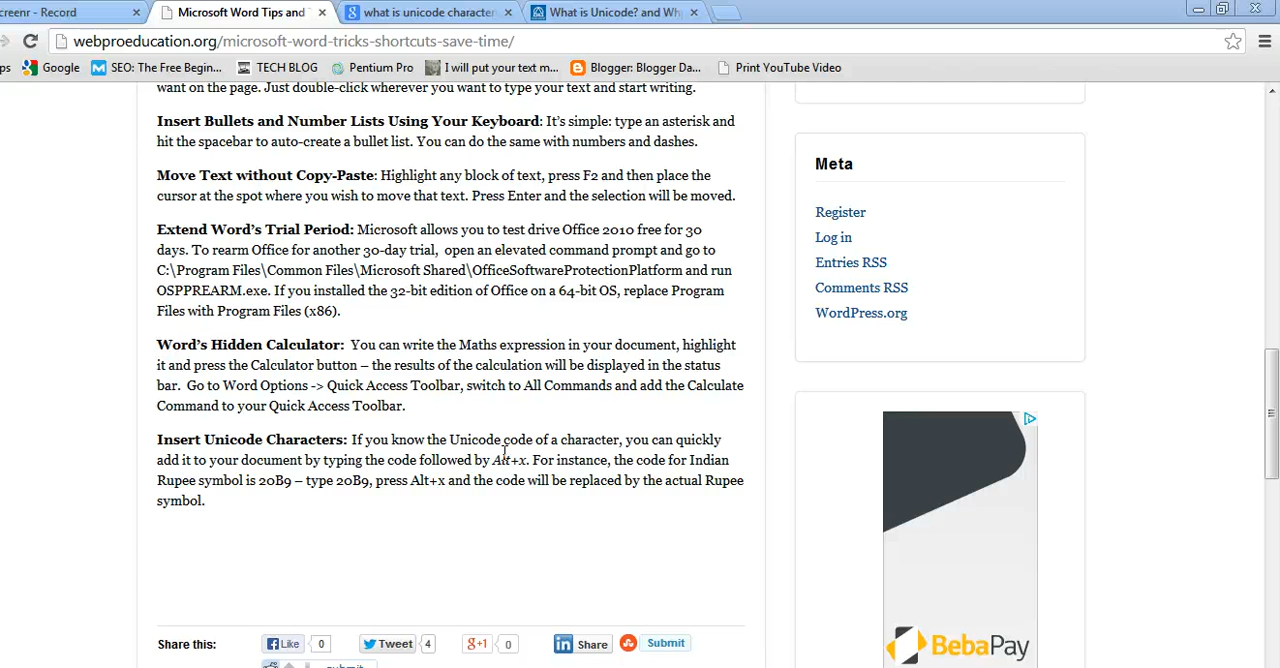 creenr - Record
Microsoft Word Tips and
what is unicode character
What is Unicode? and Wh
webproeducation.org/microsoft-word-tricks-shortcuts-save-time/
ps
Google
SEO: The Free Begin...
TECH BLOG
Pentium Pro
I will put your text m...
Blogger: Blogger Da...
Print YouTube Video
want on the page. Just double-click wherever you want to type your text and start writing.
Insert Bullets and Number Lists Using Your Keyboard: It’s simple: type an asterisk and
hit the spacebar to auto-create a bullet list. You can do the same with numbers and dashes.
Move Text without Copy-Paste: Highlight any block of text, press F2 and then place the
cursor at the spot where you wish to move that text. Press Enter and the selection will be moved.
Extend Word’s Trial Period: Microsoft allows you to test drive Office 2010 free for 30
days. To rearm Office for another 30-day trial,  open an elevated command prompt and go to
C:\Program Files\Common Files\Microsoft Shared\OfficeSoftwareProtectionPlatform and run
OSPPREARM.exe. If you installed the 32-bit edition of Office on a 64-bit OS, replace Program
Files with Program Files (x86).
Word’s Hidden Calculator:  You can write the Maths expression in your document, highlight
it and press the Calculator button – the results of the calculation will be displayed in the status
bar.  Go to Word Options -> Quick Access Toolbar, switch to All Commands and add the Calculate
Command to your Quick Access Toolbar.
Insert Unicode Characters: If you know the Unicode code of a character, you can quickly
add it to your document by typing the code followed by Alt+x. For instance, the code for Indian
Rupee symbol is 20B9 – type 20B9, press Alt+x and the code will be replaced by the actual Rupee
symbol.
Share this:
Like 0
Tweet 4
g+1 0
in Share
Submit
submit
Meta
Register
Log in
Entries RSS
Comments RSS
WordPress.org
BebaPay